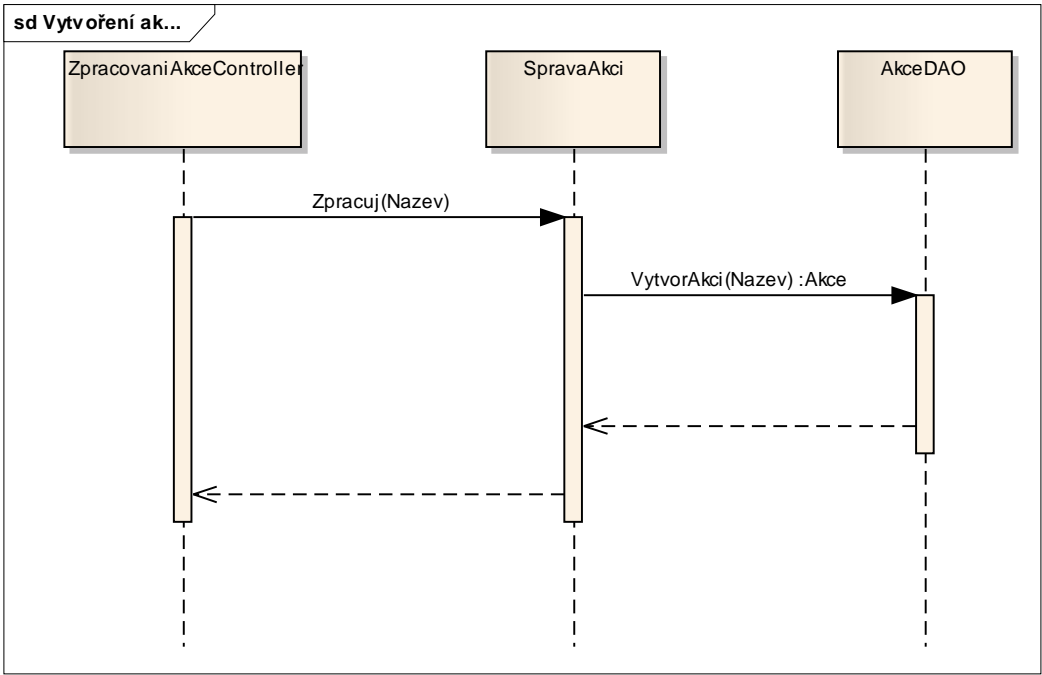 sd Vytvoření ak...
ZpracovaniAkceController
SpravaAkci
AkceDAO
Zpracuj(Nazev)
VytvorAkci(Nazev) :Akce